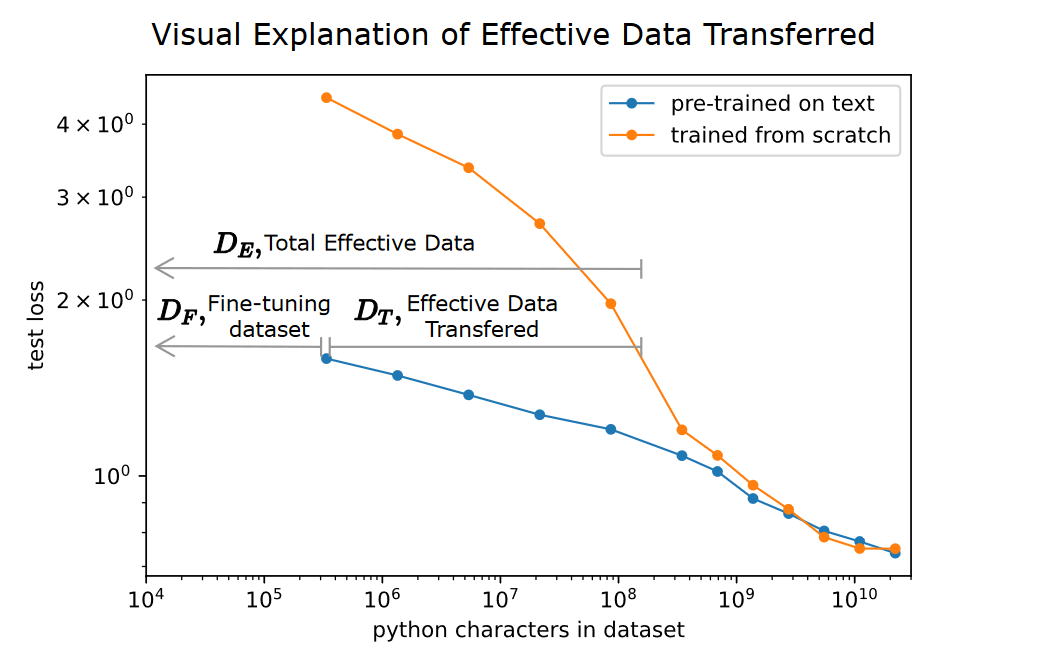 Visual Explanation of Effective Data Transferred
pre-trained on text
trained from scratch
4 × 10⁰
3 × 10⁰
2 × 10⁰
10⁰
test loss
D_E, Total Effective Data
D_F, Fine-tuning dataset
D_T, Effective Data Transfered
10⁴ 10⁵ 10⁶ 10⁷ 10⁸ 10⁹ 10¹⁰
python characters in dataset